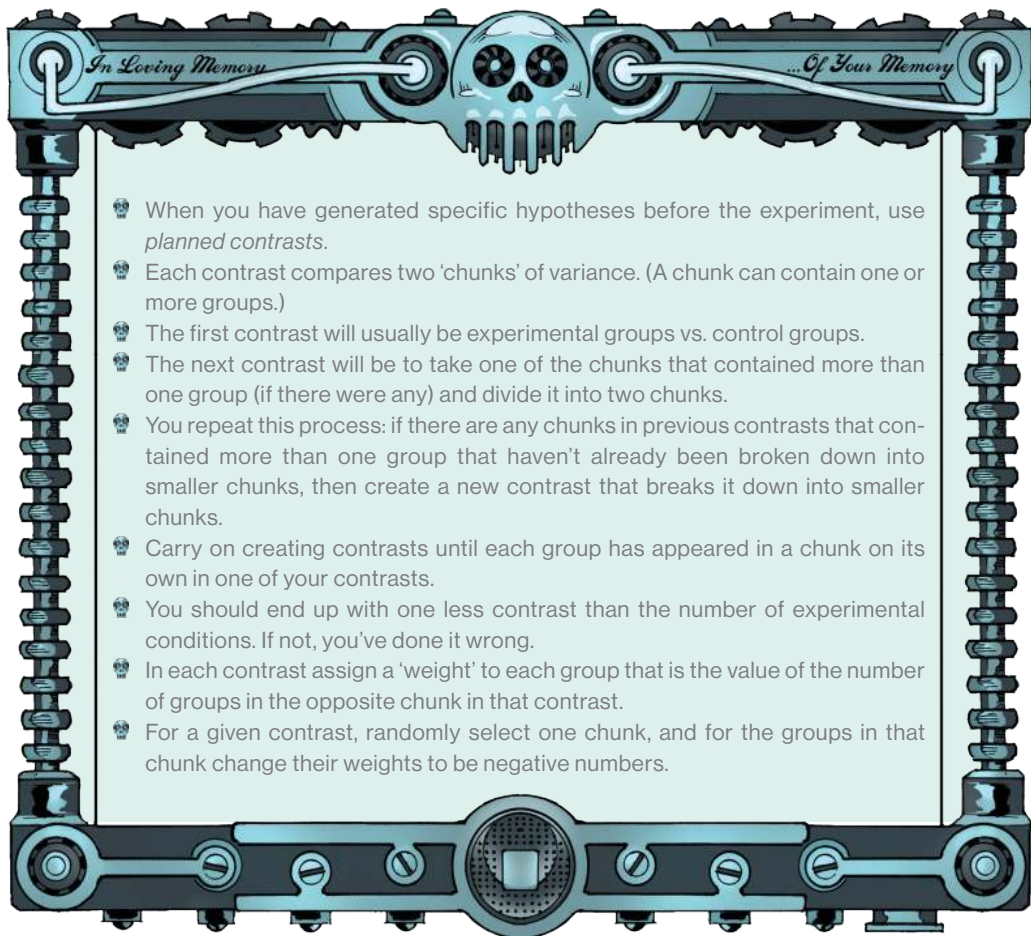 In Loving Memory
...Of Your Memory
When you have generated specific hypotheses before the experiment, use
planned contrasts.
Each contrast compares two ‘chunks’ of variance. (A chunk can contain one or
more groups.)
The first contrast will usually be experimental groups vs. control groups.
The next contrast will be to take one of the chunks that contained more than
one group (if there were any) and divide it into two chunks.
You repeat this process: if there are any chunks in previous contrasts that con-
tained more than one group that haven’t already been broken down into
smaller chunks, then create a new contrast that breaks it down into smaller
chunks.
Carry on creating contrasts until each group has appeared in a chunk on its
own in one of your contrasts.
You should end up with one less contrast than the number of experimental
conditions. If not, you’ve done it wrong.
In each contrast assign a ‘weight’ to each group that is the value of the number
of groups in the opposite chunk in that contrast.
For a given contrast, randomly select one chunk, and for the groups in that
chunk change their weights to be negative numbers.